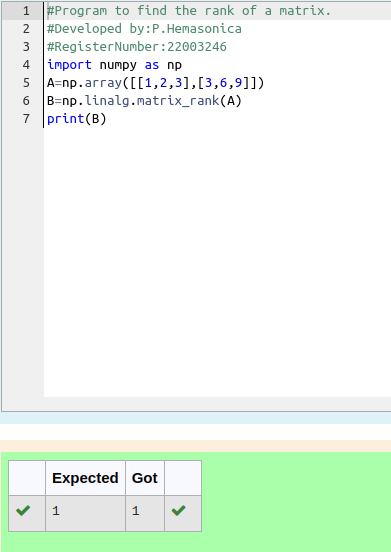 1 #Program to find the rank of a matrix.
2 #Developed by:P.Hemasonica
3 #RegisterNumber:22003246
4 import numpy as np
5 A=np.array([[1,2,3],[3,6,9]])
6 B=np.linalg.matrix_rank(A)
7 print(B)
Expected Got
1 1